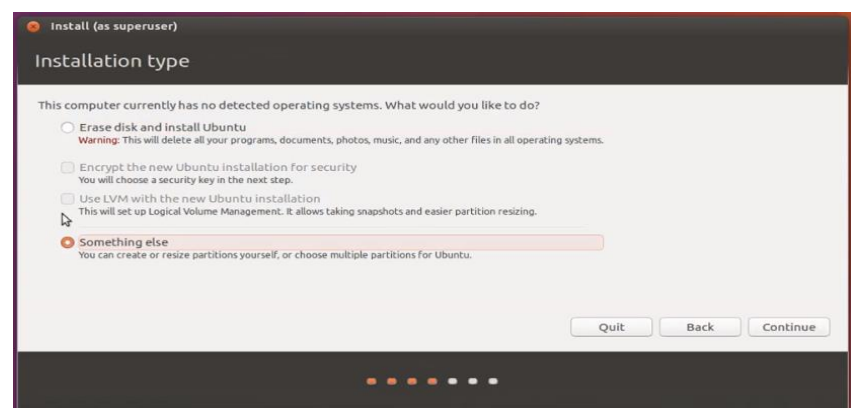 Install (as superuser)
Installation type
This computer currently has no detected operating systems. What would you like to do?
Erase disk and install Ubuntu
Warning: This will delete all your programs, documents, photos, music, and any other files in all operating systems.
Encrypt the new Ubuntu installation for security
You will choose a security key in the next step.
Use LVM with the new Ubuntu installation
This will set up Logical Volume Management. It allows taking snapshots and easier partition resizing.
Something else
You can create or resize partitions yourself, or choose multiple partitions for Ubuntu.
Quit Back Continue